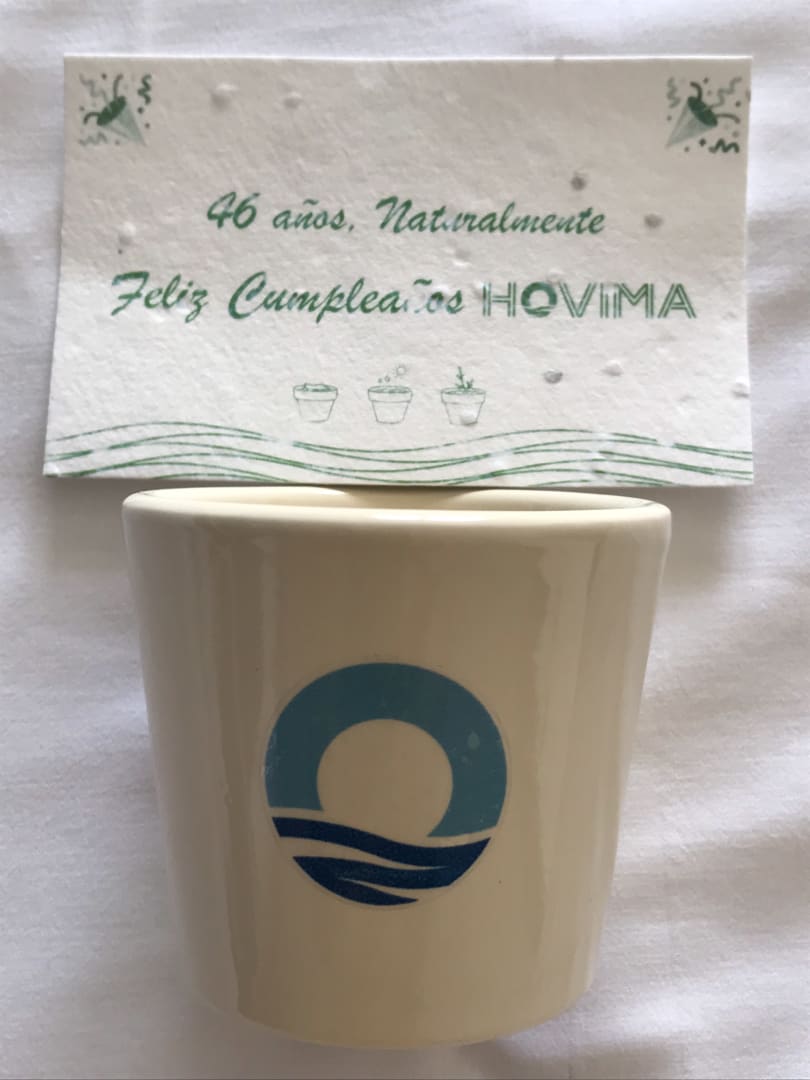 46 años, Naturalmente
Feliz Cumpleaños HOVIMA